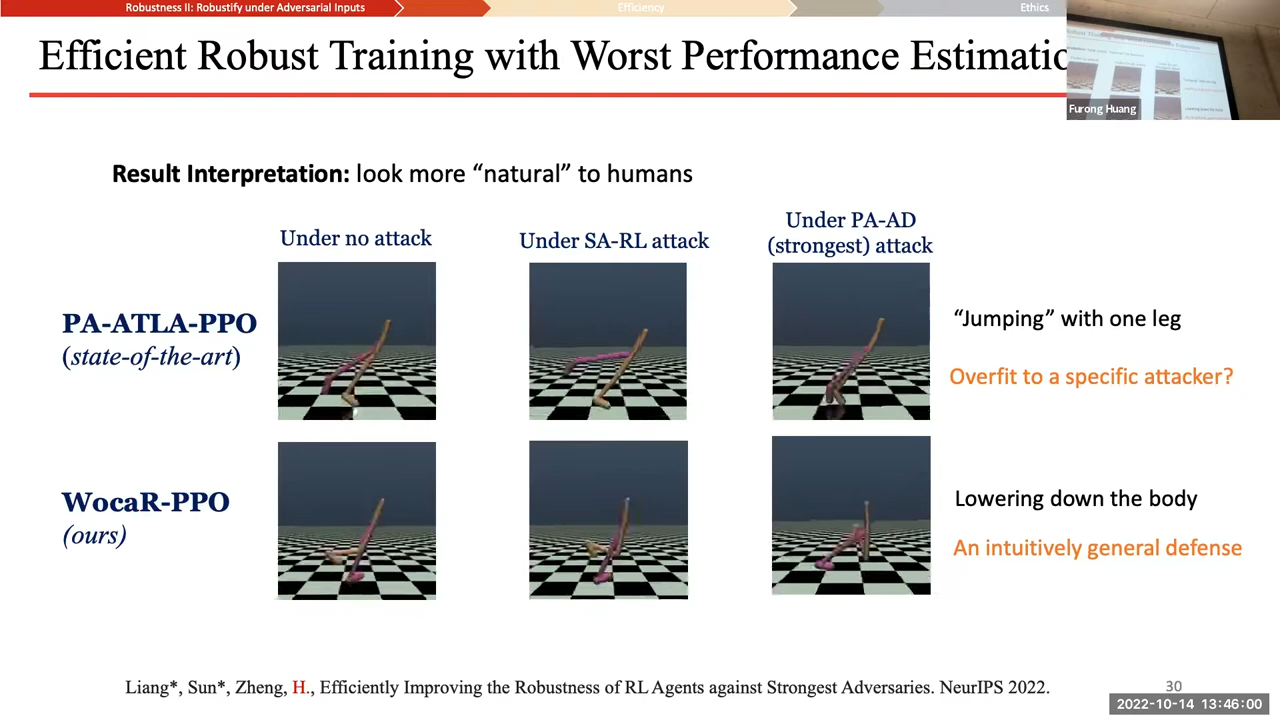 Robustness II: Robustify under Adversarial Inputs
Efficiency
Ethics
Efficient Robust Training with Worst Performance Estimatio
Furong Huang
Result Interpretation: look more “natural” to humans
Under no attack
Under SA-RL attack
Under PA-AD
(strongest) attack
PA-ATLA-PPO
(state-of-the-art)
“Jumping” with one leg
Overfit to a specific attacker?
WocaR-PPO
(ours)
Lowering down the body
An intuitively general defense
Liang*, Sun*, Zheng, H., Efficiently Improving the Robustness of RL Agents against Strongest Adversaries. NeurIPS 2022.
30
2022-10-14 13:46:00